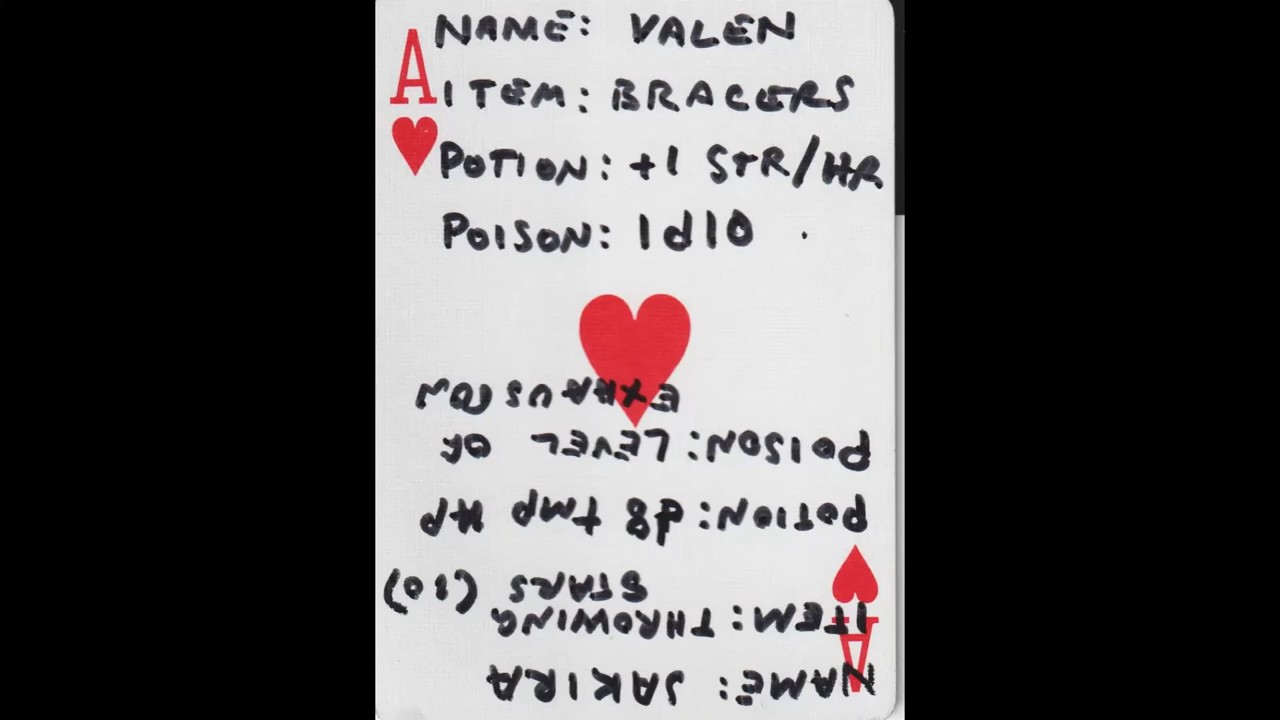 A NAME: VALEN
ITEM: BRACERS
POTION: +1 STR/HR
POISON: 1d10
NAME: SAKIRA
ITEM: THROWING
STARS (10)
POTION: d8 TMP HP
POISON: LEVEL OF
EXHAUSTION
A